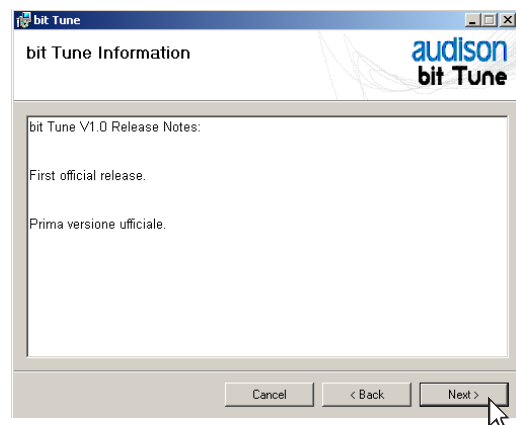 bit Tune
bit Tune Information
audison
bit Tune
bit Tune V1.0 Release Notes:
First official release.
Prima versione ufficiale.
Cancel
< Back
Next >